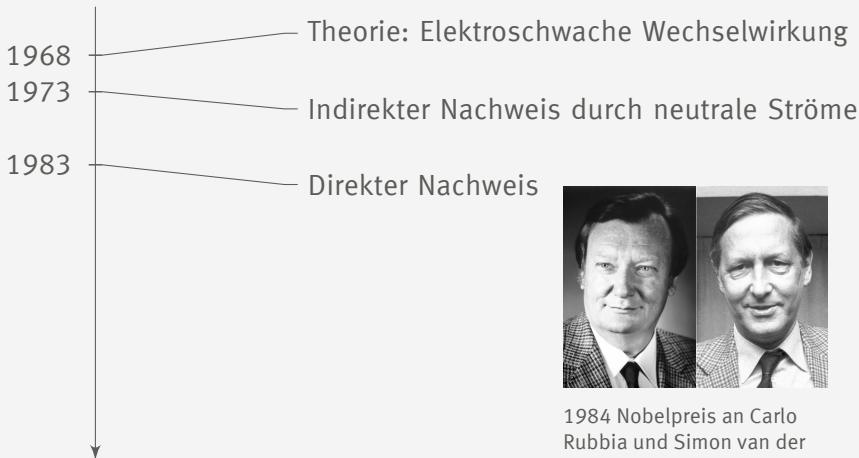 1968
Theorie: Elektroschwache Wechselwirkung
1973
Indirekter Nachweis durch neutrale Ströme
1983
Direkter Nachweis
1984 Nobelpreis an Carlo
Rubbia und Simon van der